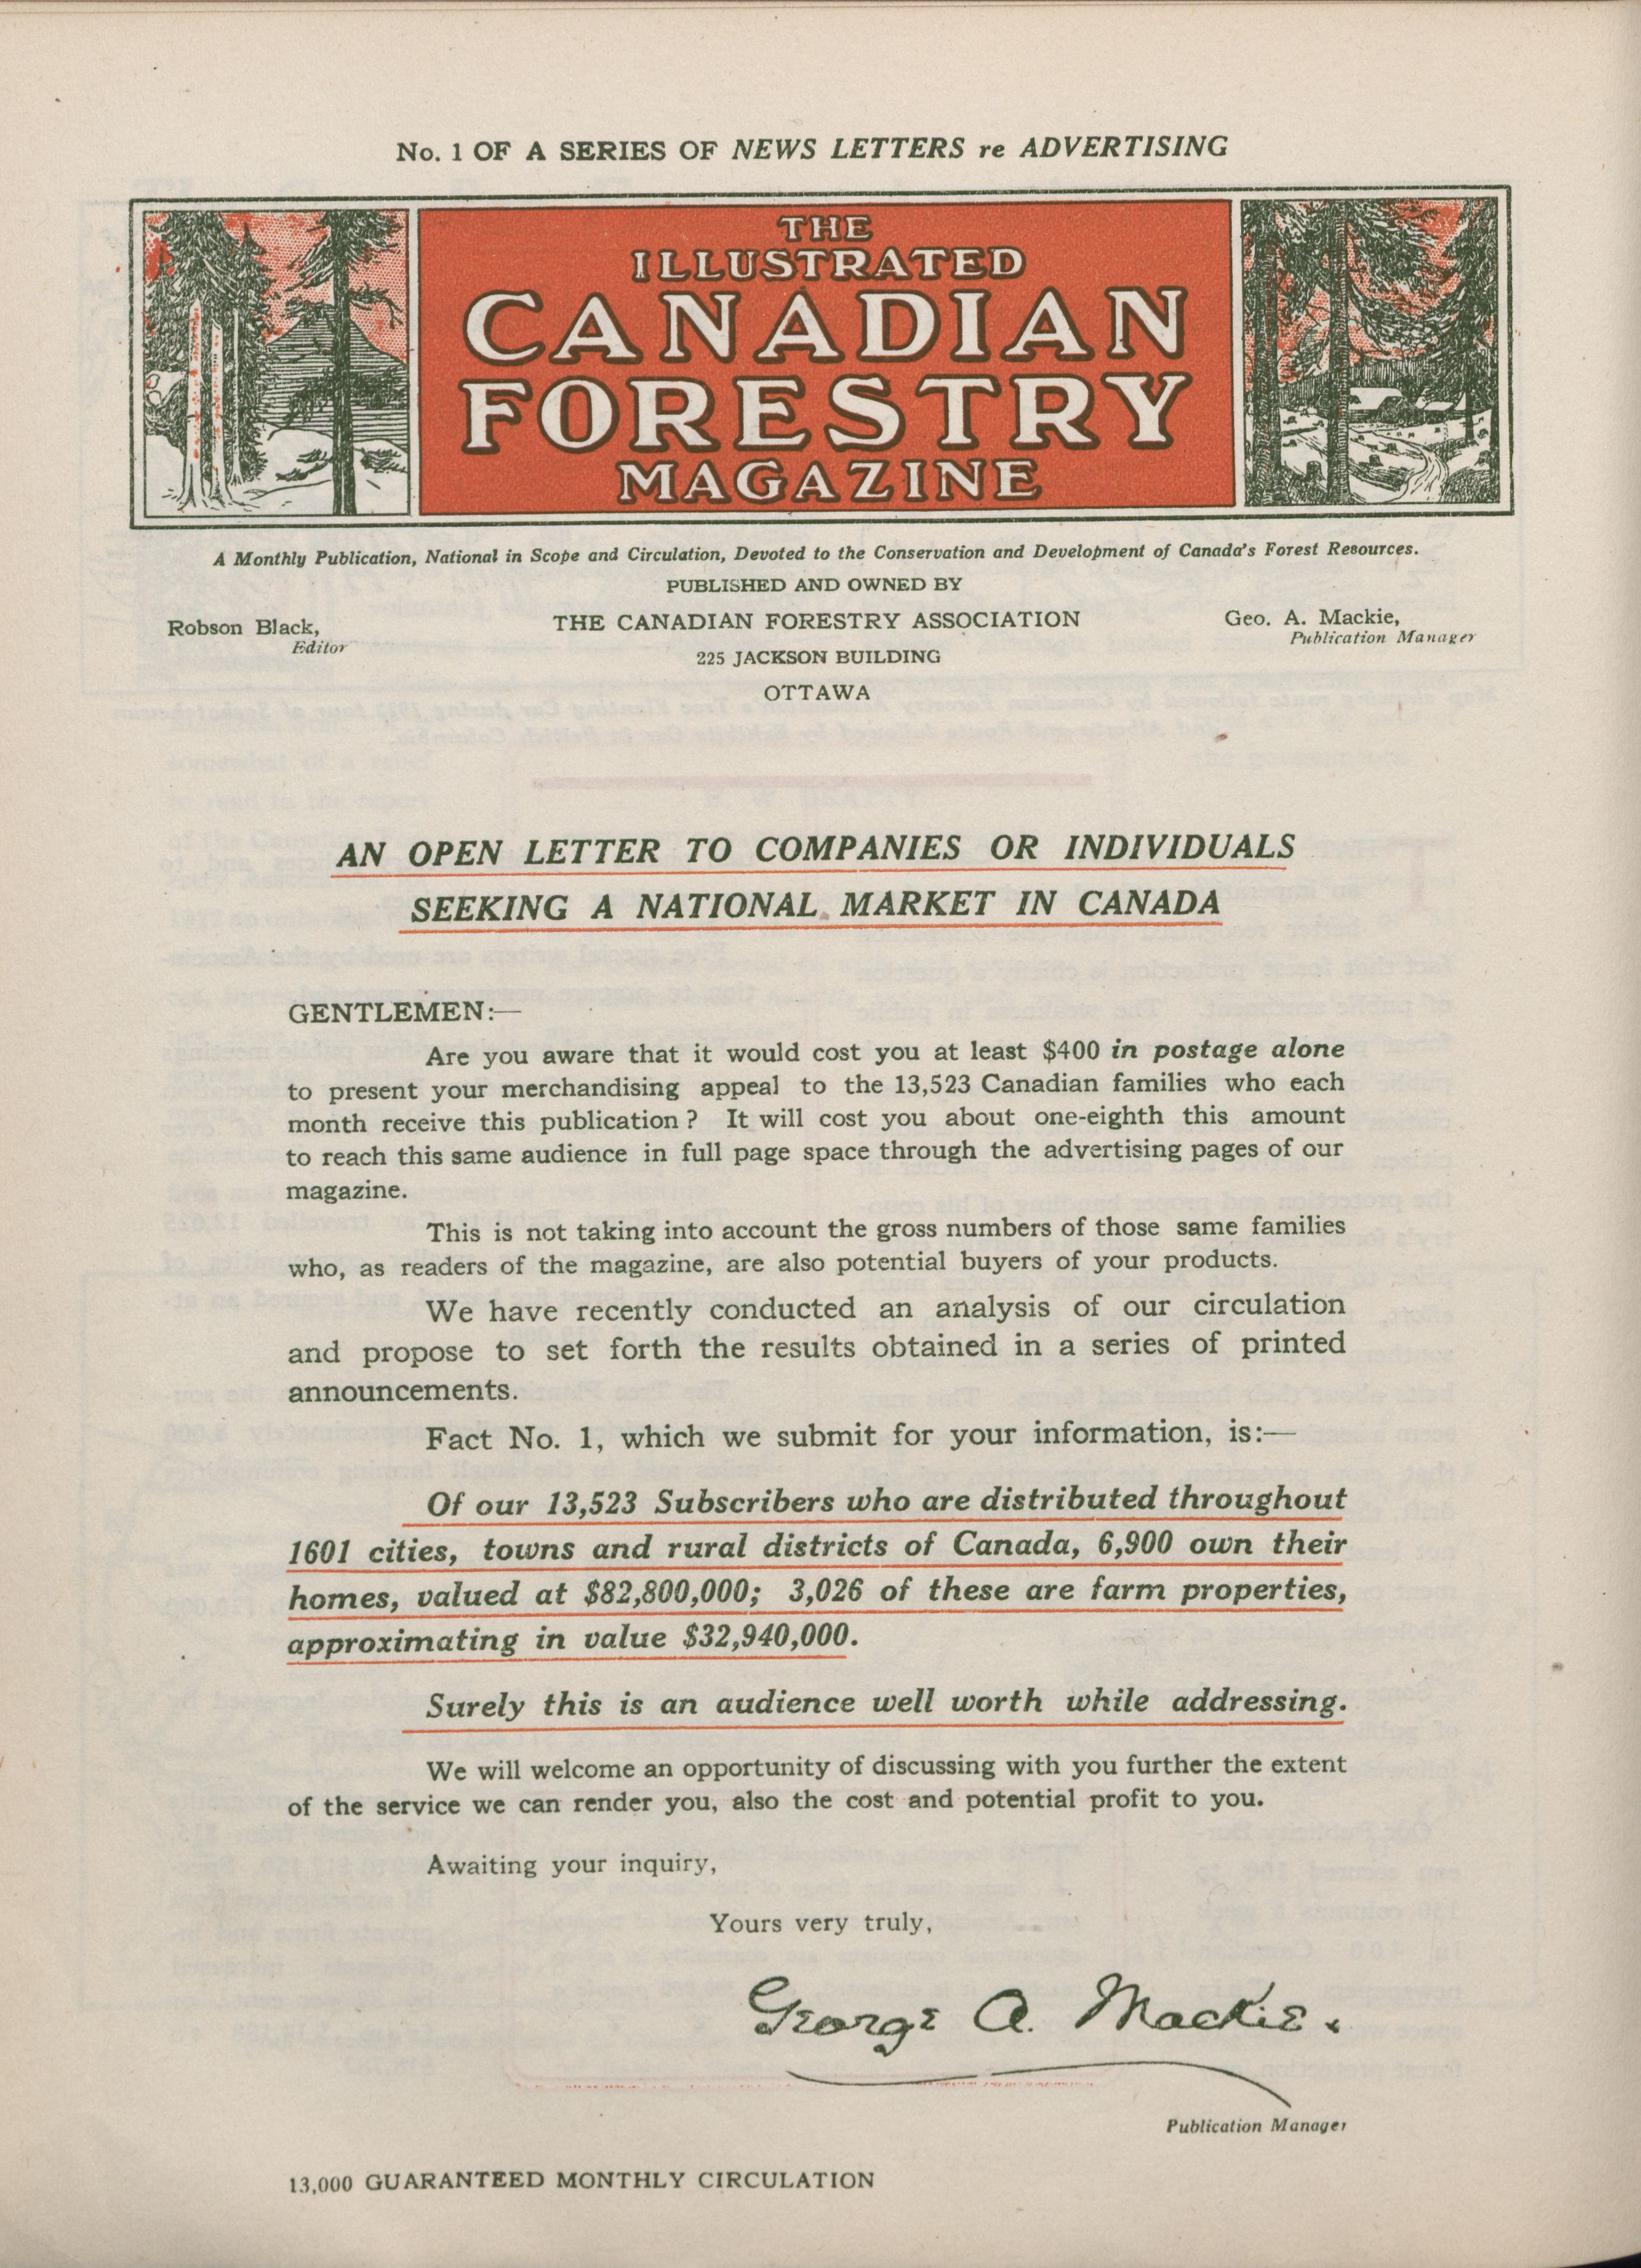 No. 1 OF A SERIES OF NEWS LETTERS re ADVERTISING
THE
ILLUSTRATED
CANADIAN
FORESTRY
MAGAZINE
A Monthly Publication, National in Scope and Circulation, Devoted to the Conservation and Development of Canada's Forest Resources.
PUBLISHED AND OWNED BY
Robson Black,
Editor
THE CANADIAN FORESTRY ASSOCIATION
225 JACKSON BUILDING
OTTAWA
Geo. A. Mackie,
Publication Manager
AN OPEN LETTER TO COMPANIES OR INDIVIDUALS
SEEKING A NATIONAL MARKET IN CANADA
GENTLEMEN:—
Are you aware that it would cost you at least $400 in postage alone
to present your merchandising appeal to the 13,523 Canadian families who each
month receive this publication? It will cost you about one-eighth this amount
to reach this same audience in full page space through the advertising pages of our
magazine.
This is not taking into account the gross numbers of those same families
who, as readers of the magazine, are also potential buyers of your products.
We have recently conducted an analysis of our circulation
and propose to set forth the results obtained in a series of printed
announcements.
Fact No. 1, which we submit for your information, is:—
Of our 13,523 Subscribers who are distributed throughout
1601 cities, towns and rural districts of Canada, 6,900 own their
homes, valued at $82,800,000; 3,026 of these are farm properties,
approximating in value $32,940,000.
Surely this is an audience well worth while addressing.
We will welcome an opportunity of discussing with you further the extent
of the service we can render you, also the cost and potential profit to you.
Awaiting your inquiry,
Yours very truly,
George A. Mackie.
Publication Manager
13,000 GUARANTEED MONTHLY CIRCULATION